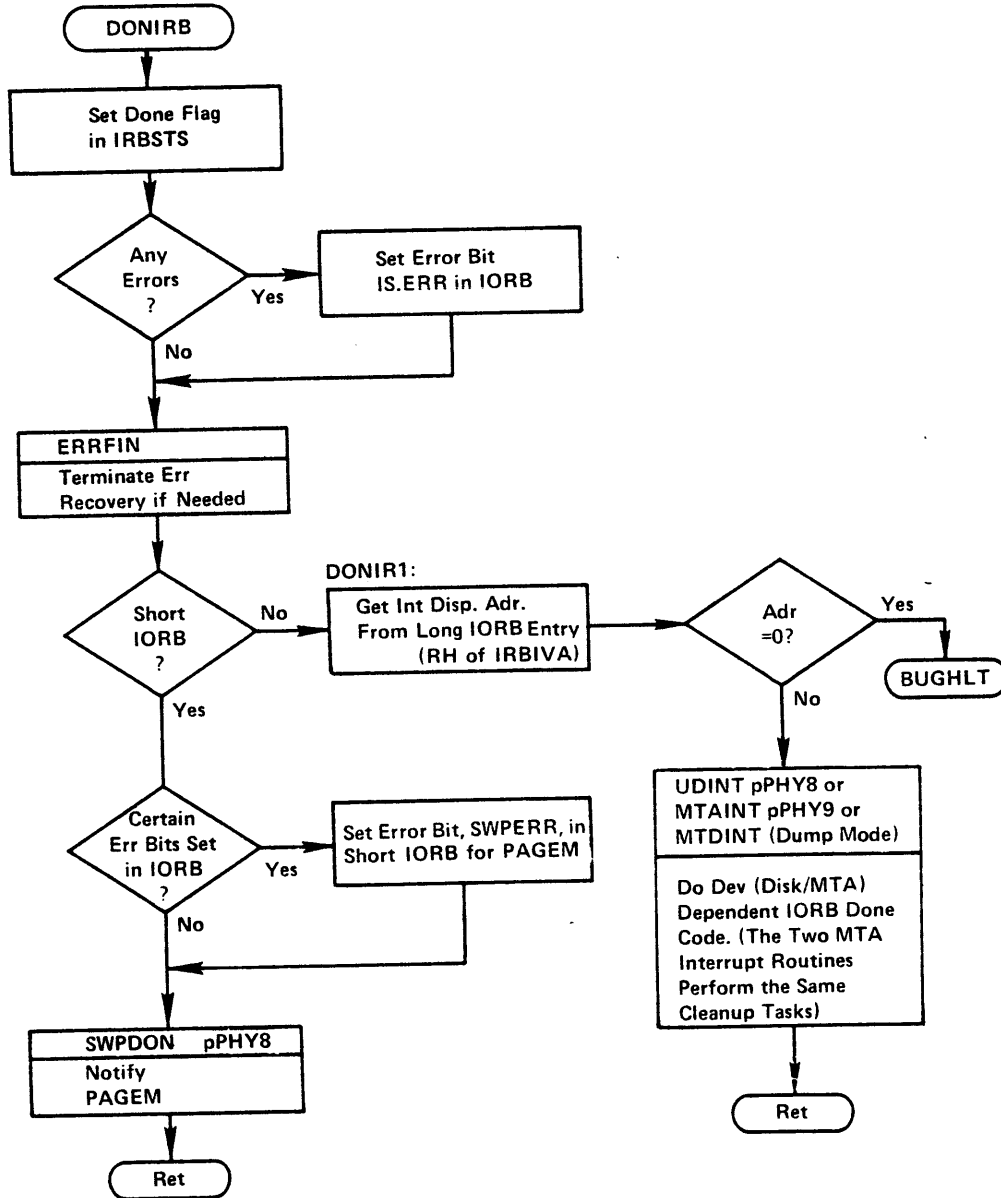 DONIRB
Set Done Flag
in IRBSTS
Any
Errors
?
Yes
No
Set Error Bit
IS.ERR in IORB
ERRFIN
Terminate Err
Recovery if Needed
Short
IORB
?
No
Yes
DONIR1:
Get Int Disp. Adr.
From Long IORB Entry
(RH of IRBIVA)
Adr
=0?
Yes
No
BUGHLT
UDINT pPHY8 or
MTAINT pPHY9 or
MTDINT (Dump Mode)
Do Dev (Disk/MTA)
Dependent IORB Done
Code. (The Two MTA
Interrupt Routines
Perform the Same
Cleanup Tasks)
Ret
Certain
Err Bits Set
in IORB
?
Yes
No
Set Error Bit, SWPERR, in
Short IORB for PAGEM
SWPDON pPHY8
Notify
PAGEM
Ret